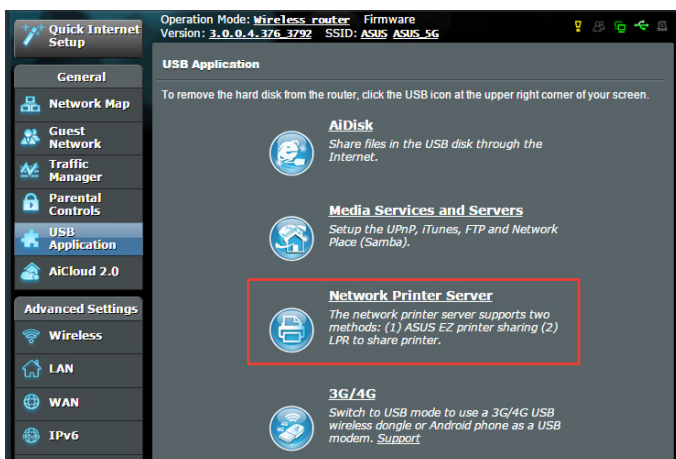 Quick Internet
Setup
Operation Mode: Wireless router Firmware
Version: 3.0.0.4.376_3792 SSID: ASUS ASUS_5G
General
Network Map
Guest
Network
Traffic
Manager
Parental
Controls
USB
Application
AiCloud 2.0
Advanced Settings
Wireless
LAN
WAN
IPv6
USB Application
To remove the hard disk from the router, click the USB icon at the upper right corner of your screen.
AiDisk
Share files in the USB disk through the
Internet.
Media Services and Servers
Setup the UPnP, iTunes, FTP and Network
Place (Samba).
Network Printer Server
The network printer server supports two
methods: (1) ASUS EZ printer sharing (2)
LPR to share printer.
3G/4G
Switch to USB mode to use a 3G/4G USB
wireless dongle or Android phone as a USB
modem. Support